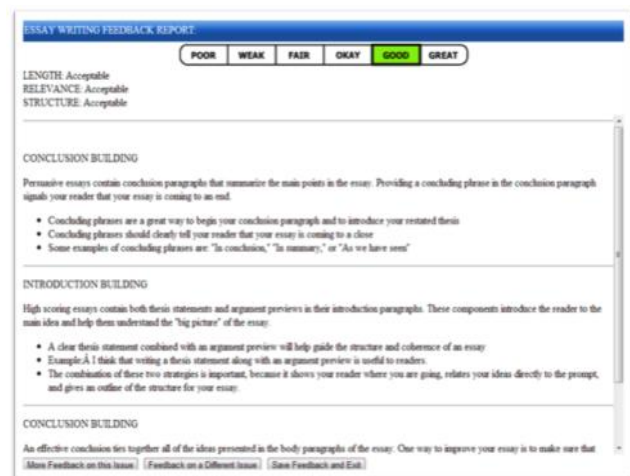 ESSAY WRITING FEEDBACK REPORT:
POOR WEAK FAIR OKAY GOOD GREAT
LENGTH: Acceptable
RELEVANCE: Acceptable
STRUCTURE: Acceptable
CONCLUSION BUILDING
Persuasive essays contain conclusion paragraphs that summarize the main points in the essay. Providing a concluding phrase in the conclusion paragraph
signals your reader that your essay is coming to an end.
• Concluding phrases are a great way to begin your conclusion paragraph and to introduce your restated thesis
• Concluding phrases should clearly tell your reader that your essay is coming to a close
• Some examples of concluding phrases are: "In conclusion," "In summary," or "As we have seen"
INTRODUCTION BUILDING
High scoring essays contain both thesis statements and argument previews in their introduction paragraphs. These components introduce the reader to the
main idea and help them understand the "big picture" of the essay.
• A clear thesis statement combined with an argument preview will help guide the structure and coherence of an essay
• Example:Â I think that writing a thesis statement along with an argument preview is useful to readers.
• The combination of these two strategies is important, because it shows your reader where you are going, relates your ideas directly to the prompt,
and gives an outline of the structure for your essay.
CONCLUSION BUILDING
An effective conclusion ties together all of the ideas presented in the body paragraphs of the essay. One way to improve your essay is to make sure that
More Feedback on this Issue Feedback on a Different Issue Save Feedback and Exit